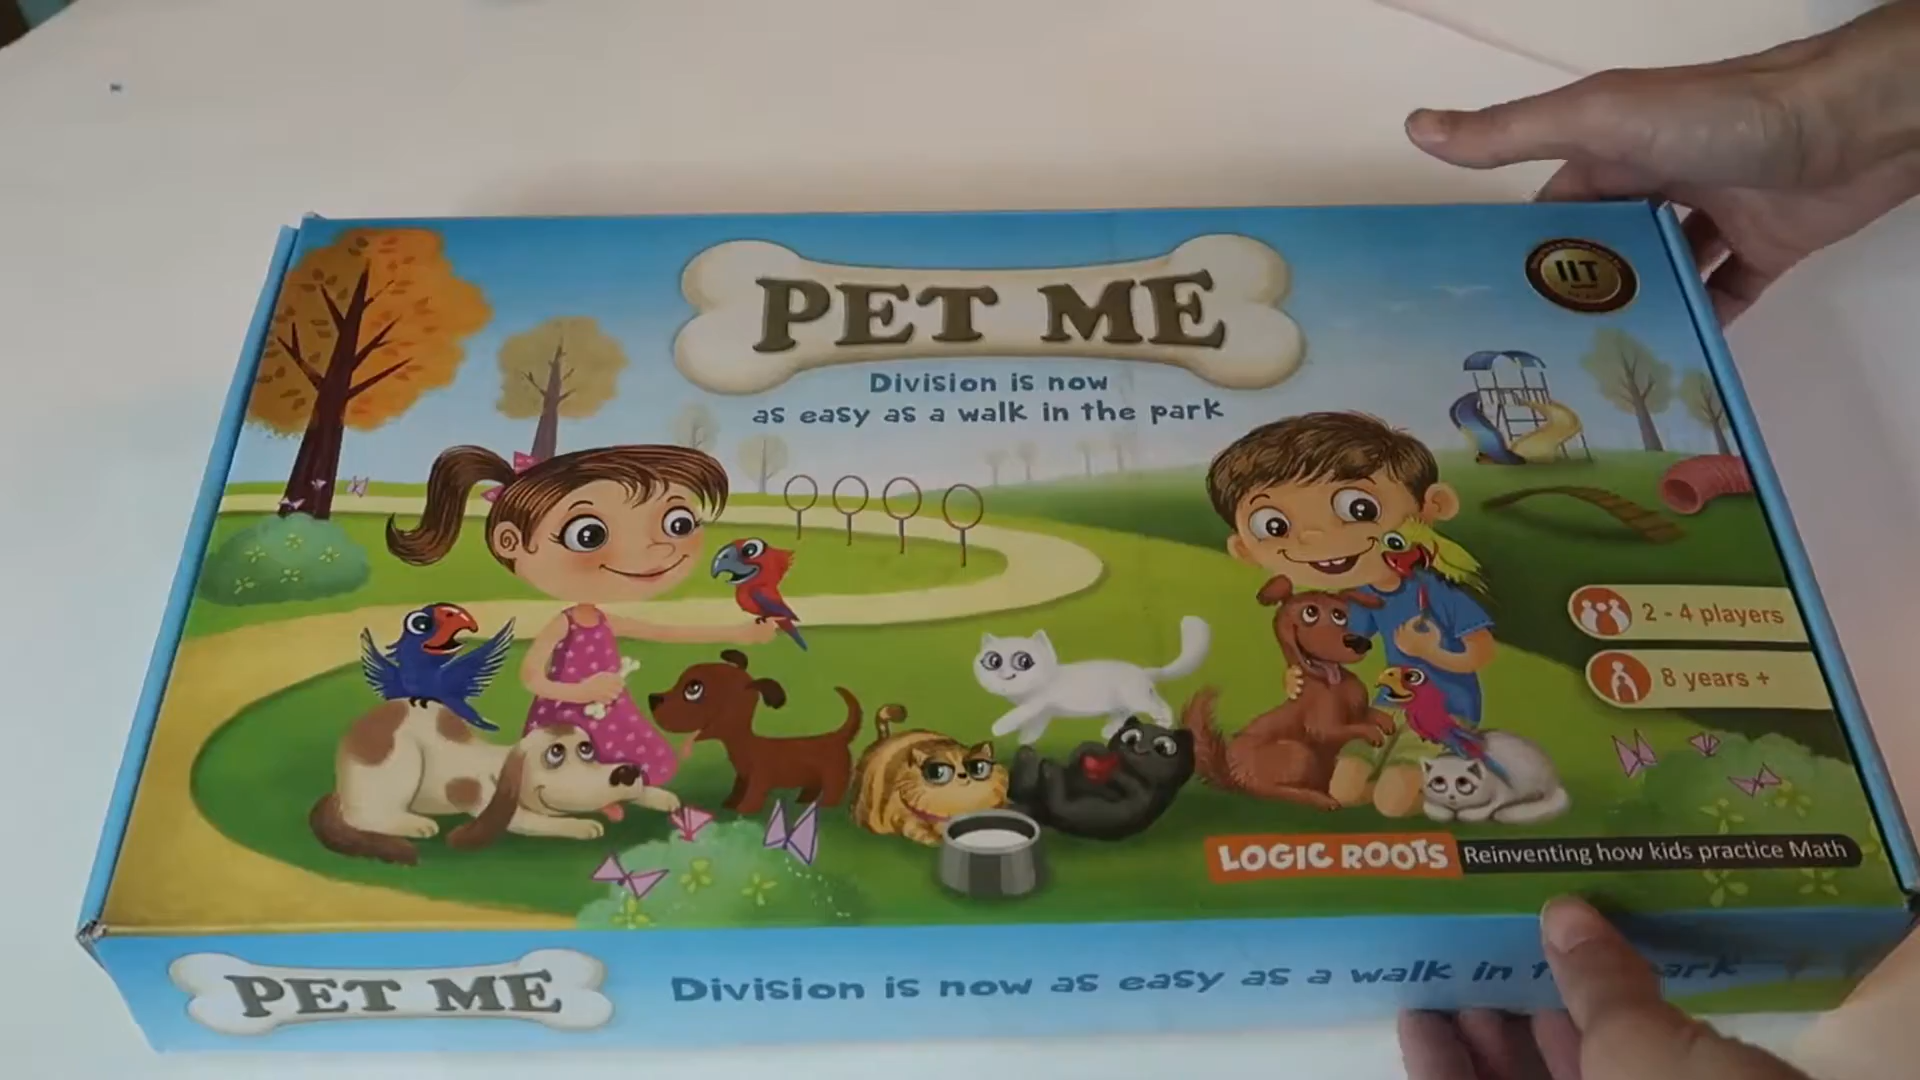 PET ME
IIT
Division is now
as easy as a walk in the park
2 - 4 players
8 years +
LOGIC ROOTS Reinventing how kids practice Math
PET ME
Division is now as easy as a walk in